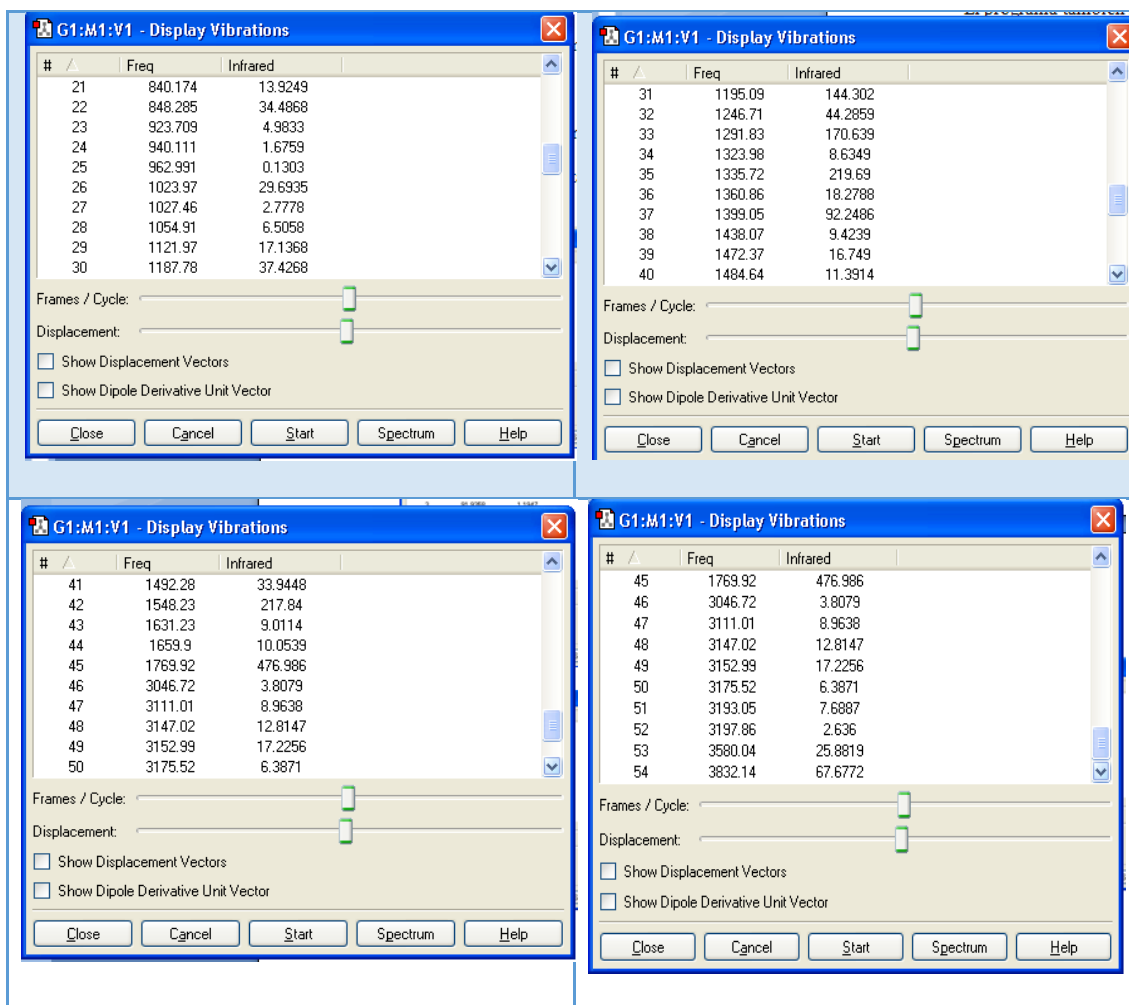 El programa también
G1:M1:V1 - Display Vibrations
# Freq Infrared
21 840.174 13.9249
22 848.285 34.4868
23 923.709 4.9833
24 940.111 1.6759
25 962.991 0.1303
26 1023.97 29.6935
27 1027.46 2.7778
28 1054.91 6.5058
29 1121.97 17.1368
30 1187.78 37.4268
Frames / Cycle:
Displacement:
Show Displacement Vectors
Show Dipole Derivative Unit Vector
Close Cancel Start Spectrum Help
G1:M1:V1 - Display Vibrations
# Freq Infrared
31 1195.09 144.302
32 1246.71 44.2859
33 1291.83 170.639
34 1323.98 8.6349
35 1335.72 219.69
36 1360.86 18.2788
37 1399.05 92.2486
38 1438.07 9.4239
39 1472.37 16.749
40 1484.64 11.3914
Frames / Cycle:
Displacement:
Show Displacement Vectors
Show Dipole Derivative Unit Vector
Close Cancel Start Spectrum Help
G1:M1:V1 - Display Vibrations
# Freq Infrared
41 1492.28 33.9448
42 1548.23 217.84
43 1631.23 9.0114
44 1659.9 10.0539
45 1769.92 476.986
46 3046.72 3.8079
47 3111.01 8.9638
48 3147.02 12.8147
49 3152.99 17.2256
50 3175.52 6.3871
Frames / Cycle:
Displacement:
Show Displacement Vectors
Show Dipole Derivative Unit Vector
Close Cancel Start Spectrum Help
G1:M1:V1 - Display Vibrations
# Freq Infrared
45 1769.92 476.986
46 3046.72 3.8079
47 3111.01 8.9638
48 3147.02 12.8147
49 3152.99 17.2256
50 3175.52 6.3871
51 3193.05 7.6887
52 3197.86 2.636
53 3580.04 25.8819
54 3832.14 67.6772
Frames / Cycle:
Displacement:
Show Displacement Vectors
Show Dipole Derivative Unit Vector
Close Cancel Start Spectrum Help